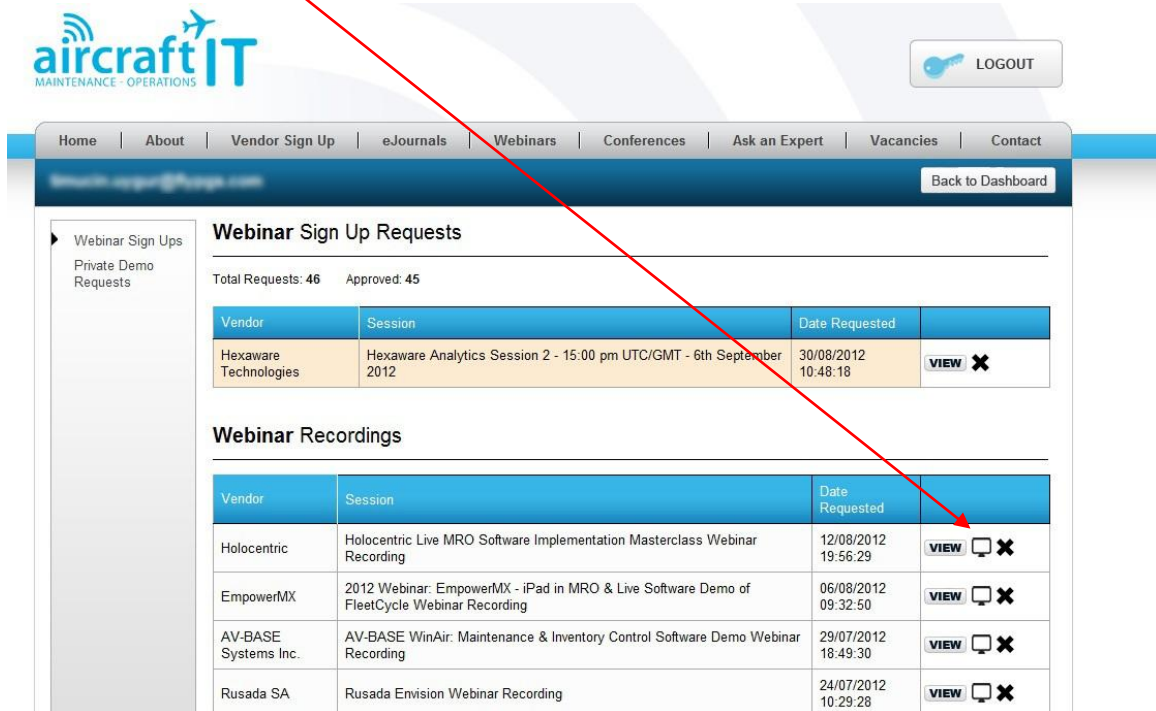 aircraft IT
MAINTENANCE - OPERATIONS
LOGOUT
Home | About | Vendor Sign Up | eJournals | Webinars | Conferences | Ask an Expert | Vacancies | Contact
Back to Dashboard
Webinar Sign Ups
Private Demo
Requests
Webinar Sign Up Requests
Total Requests: 46 Approved: 45
Vendor Session Date Requested
Hexaware Hexaware Analytics Session 2 - 15:00 pm UTC/GMT - 6th September 30/08/2012 VIEW
Technologies 2012 10:48:18
Webinar Recordings
Vendor Session Date
Requested
Holocentric Holocentric Live MRO Software Implementation Masterclass Webinar 12/08/2012 VIEW
Recording 19:56:29
EmpowerMX 2012 Webinar: EmpowerMX - iPad in MRO & Live Software Demo of 06/08/2012 VIEW
FleetCycle Webinar Recording 09:32:50
AV-BASE AV-BASE WinAir: Maintenance & Inventory Control Software Demo Webinar 29/07/2012 VIEW
Systems Inc. Recording 18:49:30
Rusada SA Rusada Envision Webinar Recording 24/07/2012 VIEW
10:29:28